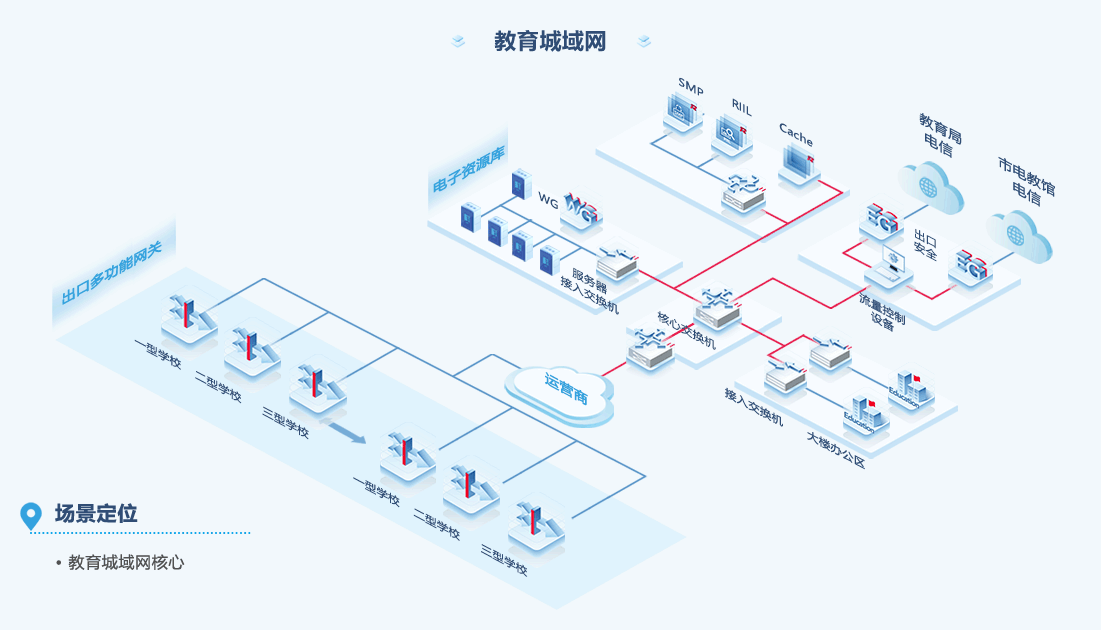 教育城域网
SMP
RIIL
Cache
教育局
电信
市电教馆
电信
电子资源库
WG
WG
EG
出口
安全
EG
服务器
接入交换机
流量控制
设备
核心交换机
出口多功能网关
一型学校
二型学校
三型学校
运营商
接入交换机
Education
Education
大楼办公区
一型学校
二型学校
三型学校
场景定位
• 教育城域网核心